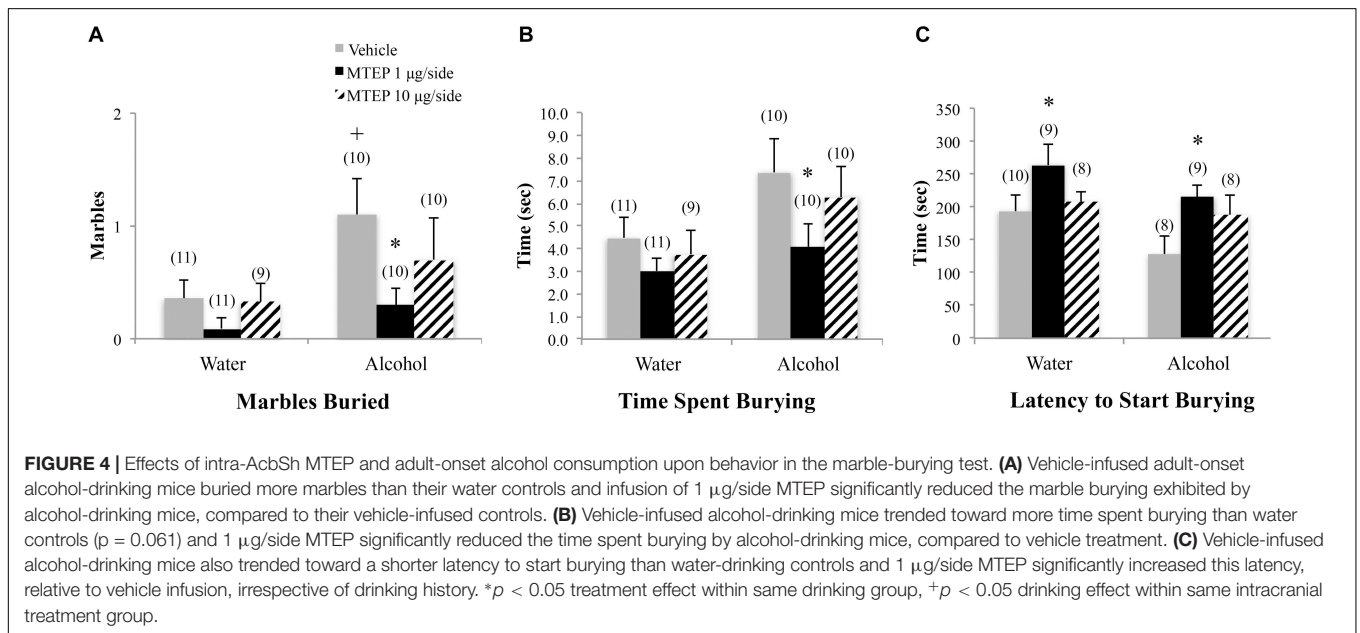 A
B
C
Vehicle
MTEP 1 μg/side
MTEP 10 μg/side
Marbles
2
1
0
(11)
(11)
(9)
+
(10)
*
(10)
(10)
Water
Alcohol
Marbles Buried
Time (sec)
10.0
9.0
8.0
7.0
6.0
5.0
4.0
3.0
2.0
1.0
0.0
(11)
(11)
(9)
(10)
*
(10)
(10)
Water
Alcohol
Time Spent Burying
Time (sec)
350
300
250
200
150
100
50
0
(10)
*
(9)
(8)
(8)
*
(9)
(8)
Water
Alcohol
Latency to Start Burying
FIGURE 4 | Effects of intra-AcbSh MTEP and adult-onset alcohol consumption upon behavior in the marble-burying test. (A) Vehicle-infused adult-onset
alcohol-drinking mice buried more marbles than their water controls and infusion of 1 μg/side MTEP significantly reduced the marble burying exhibited by
alcohol-drinking mice, compared to their vehicle-infused controls. (B) Vehicle-infused alcohol-drinking mice trended toward more time spent burying than water
controls (p = 0.061) and 1 μg/side MTEP significantly reduced the time spent burying by alcohol-drinking mice, compared to vehicle treatment. (C) Vehicle-infused
alcohol-drinking mice also trended toward a shorter latency to start burying than water-drinking controls and 1 μg/side MTEP significantly increased this latency,
relative to vehicle infusion, irrespective of drinking history. *p < 0.05 treatment effect within same drinking group, +p < 0.05 drinking effect within same intracranial
treatment group.